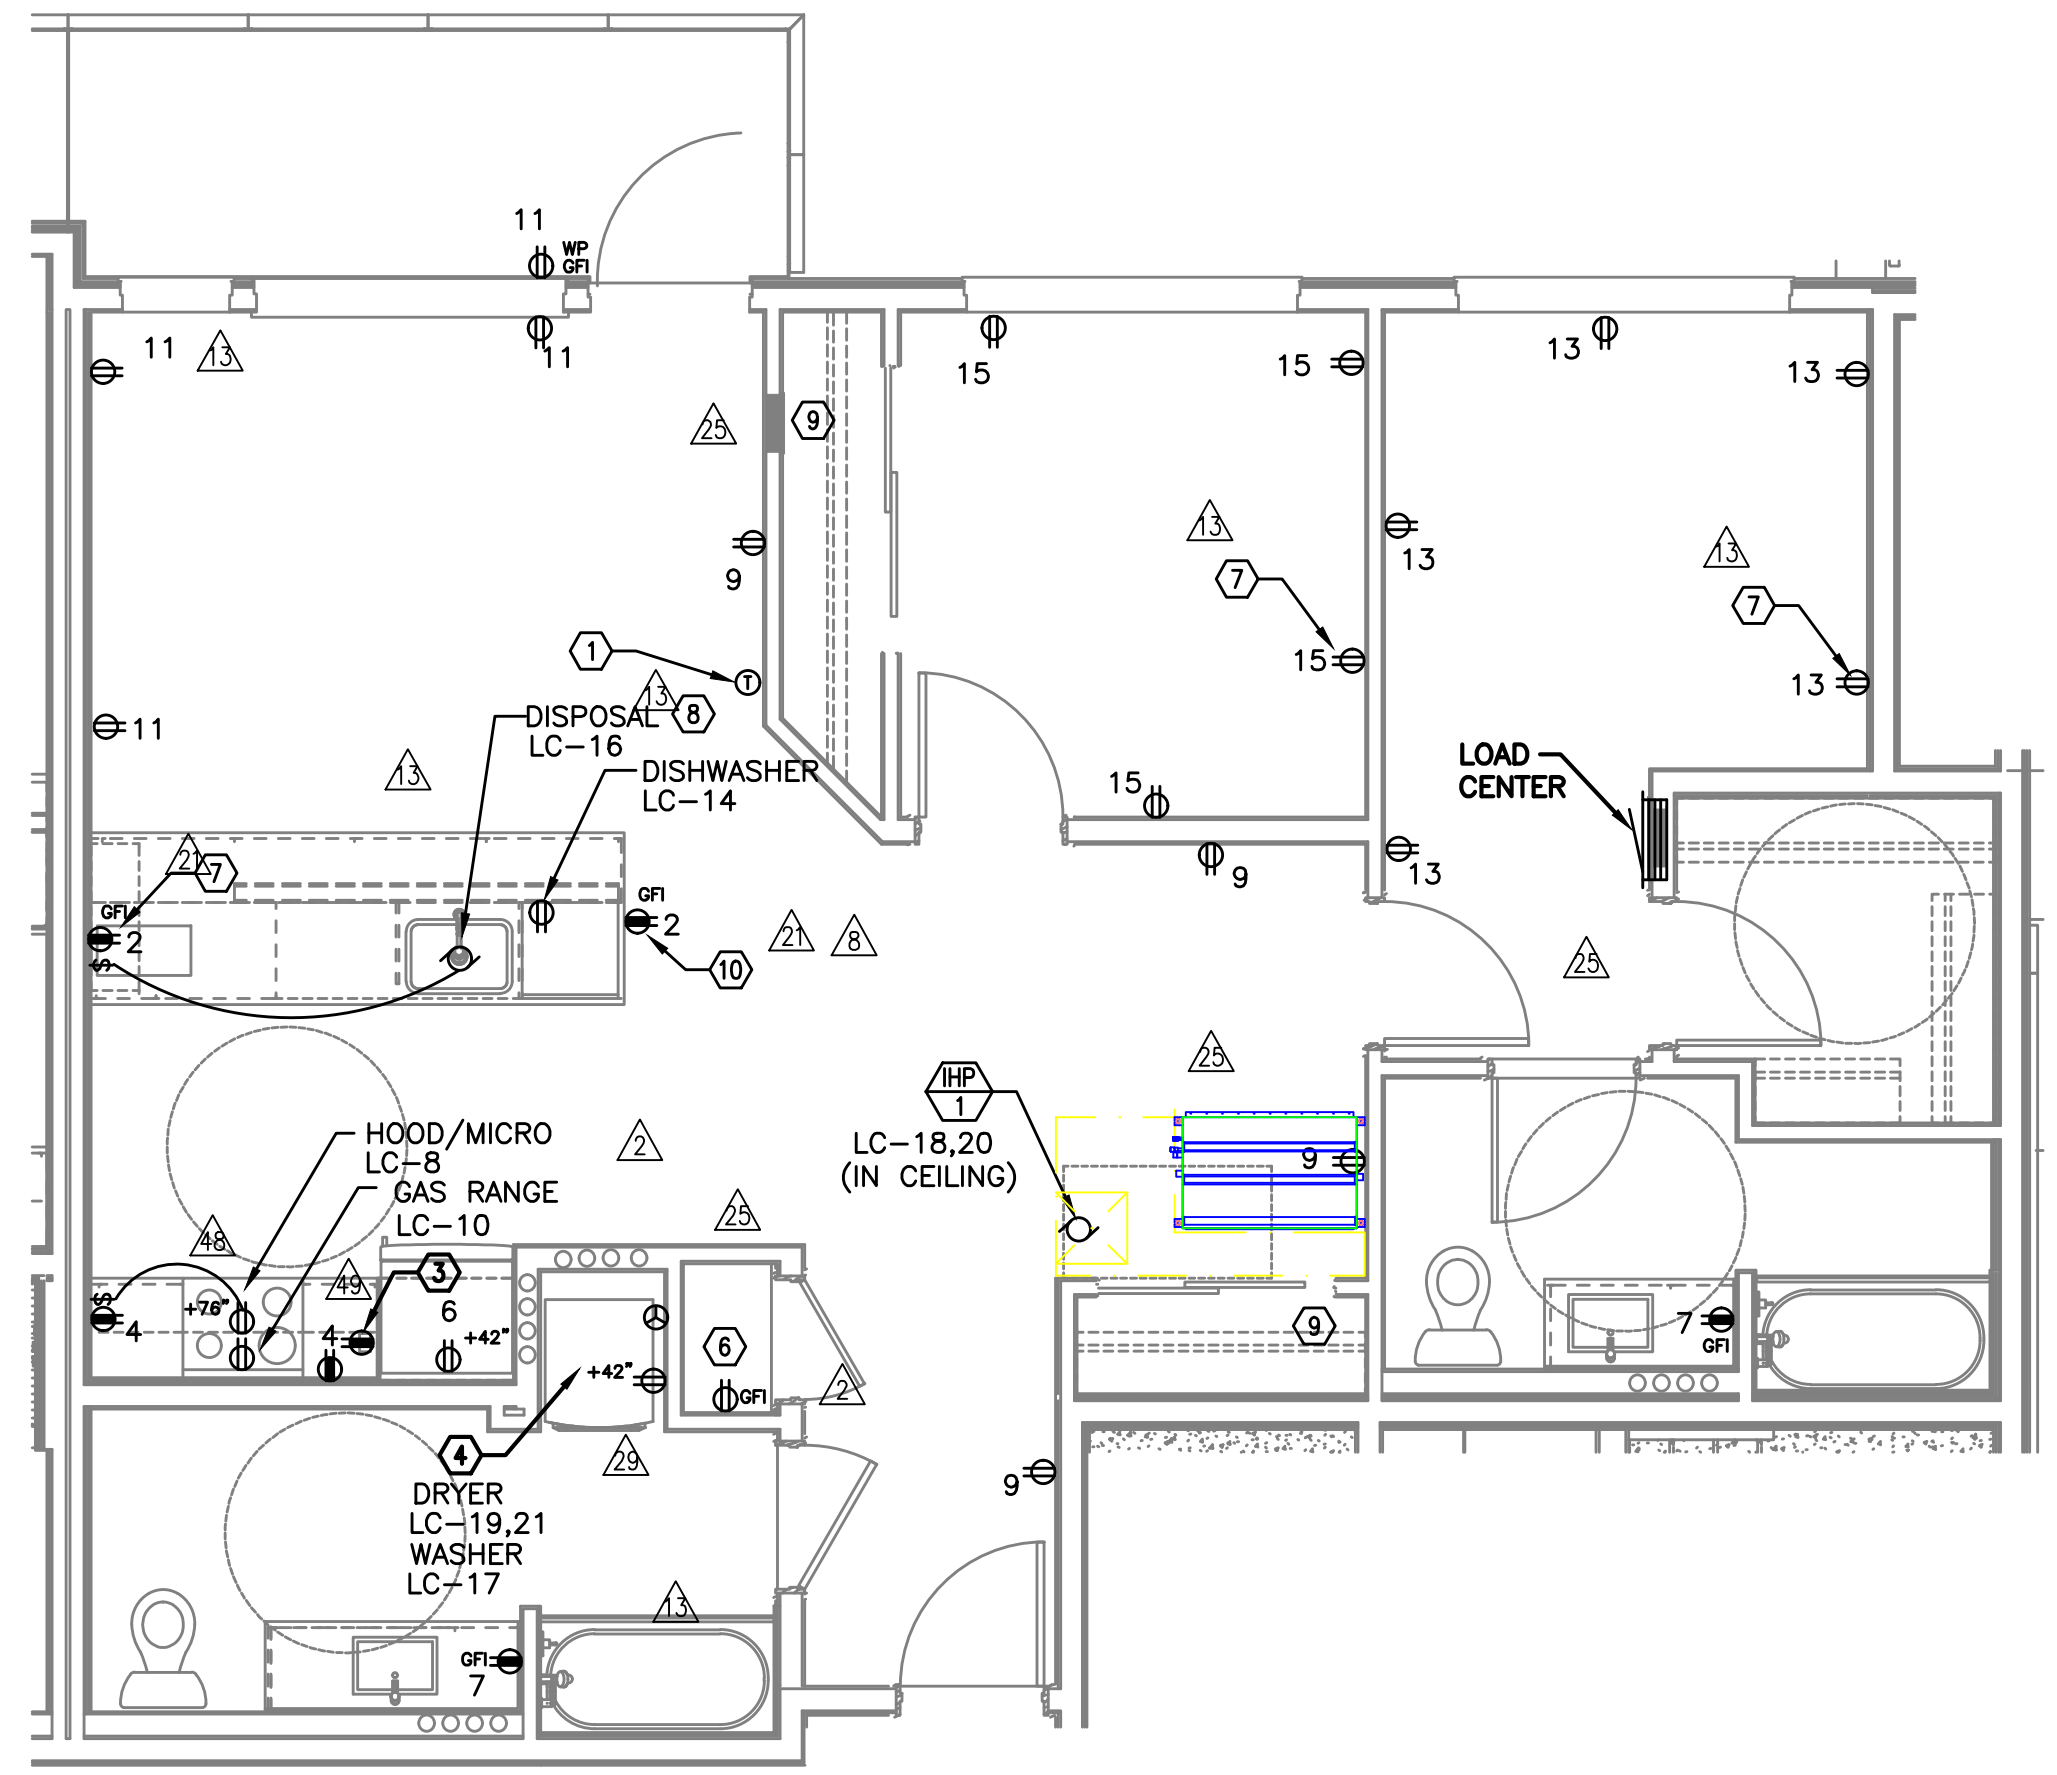 11
WP
GFI
11
13
11
15
15
13
13
25
9
13
13
13
9
7
7
1
T
15
13
13
8
11
DISPOSAL
LC-16
DISHWASHER
LC-14
13
LOAD
CENTER
15
21
7
9
13
GFI
2
GFI
2
10
21
8
25
S
25
IHP
1
LC-18,20
(IN CEILING)
9
HOOD/MICRO
LC-8
GAS RANGE
LC-10
2
25
48
49
3
S
+76"
4
4
6
+42"
6
GFI
+42"
2
9
7
GFI
4
29
DRYER
LC-19,21
WASHER
LC-17
9
13
GFI
7